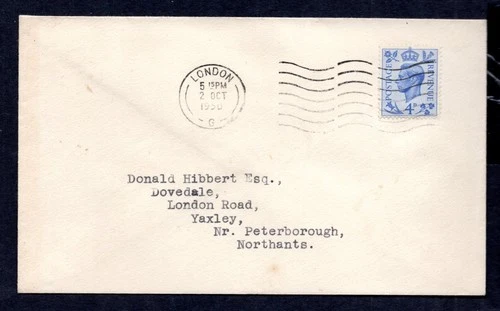 LONDON
5 15PM
2 OCT
1950
- G -
POSTAGE
REVENUE
4D
Donald Hibbert Esq.,
Dovedale,
London Road,
Yaxley,
Nr. Peterborough,
Northants.